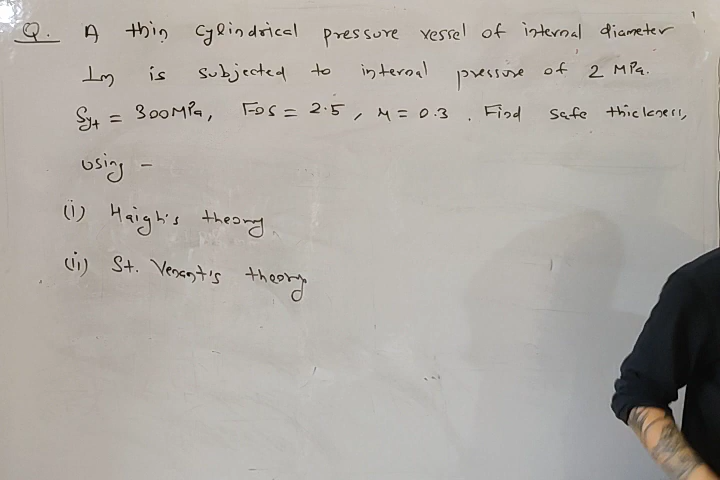 Q. A thin cylindrical pressure vessel of internal diameter
1m is subjected to internal pressure of 2 MPa.
Syt = 300MPa, FOS = 2.5, μ = 0.3. Find safe thickness,
using -
(i) Haigh's theory
(ii) St. Venant's theory